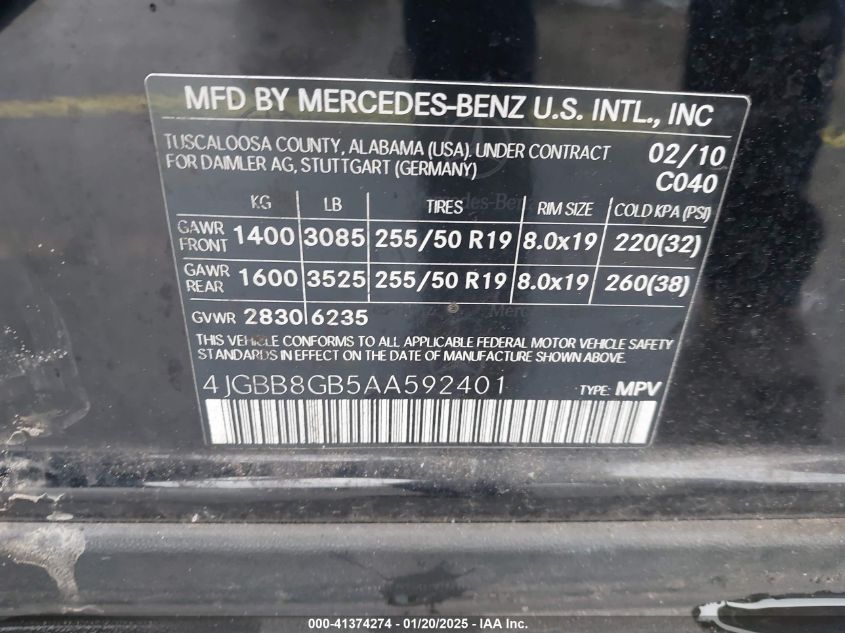 MFD BY MERCEDES-BENZ U.S. INTL., INC
TUSCALOOSA COUNTY, ALABAMA (USA). UNDER CONTRACT
FOR DAIMLER AG, STUTTGART (GERMANY)
02/10
C040
KG LB TIRES RIM SIZE COLD KPA (PSI)
GAWR FRONT 1400 3085 255/50 R19 8.0x19 220(32)
GAWR REAR 1600 3525 255/50 R19 8.0x19 260(38)
GVWR 2830 6235
THIS VEHICLE CONFORMS TO ALL APPLICABLE FEDERAL MOTOR VEHICLE SAFETY
STANDARDS IN EFFECT ON THE DATE OF MANUFACTURE SHOWN ABOVE.
4JGBB8GB5AA592401 TYPE: MPV
000-41374274 - 01/20/2025 - IAAI.COM